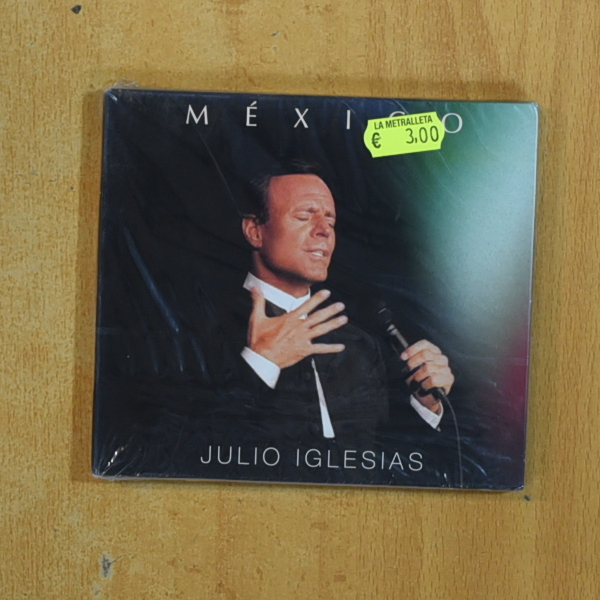 MÉXICO
LA METRALLETA
€ 3,00
JULIO IGLESIAS